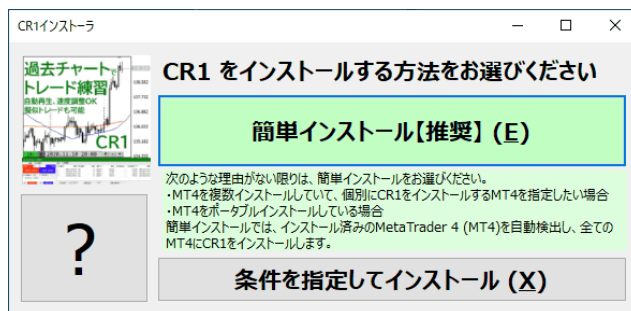 CR1インストーラ
過去チャートで
トレード練習
自動再生、速度調整OK
擬似トレードも可能
CR1
CR1 をインストールする方法をお選びください
簡単インストール【推奨】 (E)
次のような理由がない限りは、簡単インストールをお選びください。
・MT4を複数インストールしていて、個別にCR1をインストールするMT4を指定したい場合
・MT4をポータブルインストールしている場合
簡単インストールでは、インストール済みのMetaTrader 4 (MT4)を自動検出し、全ての
MT4にCR1をインストールします。
?
条件を指定してインストール (X)